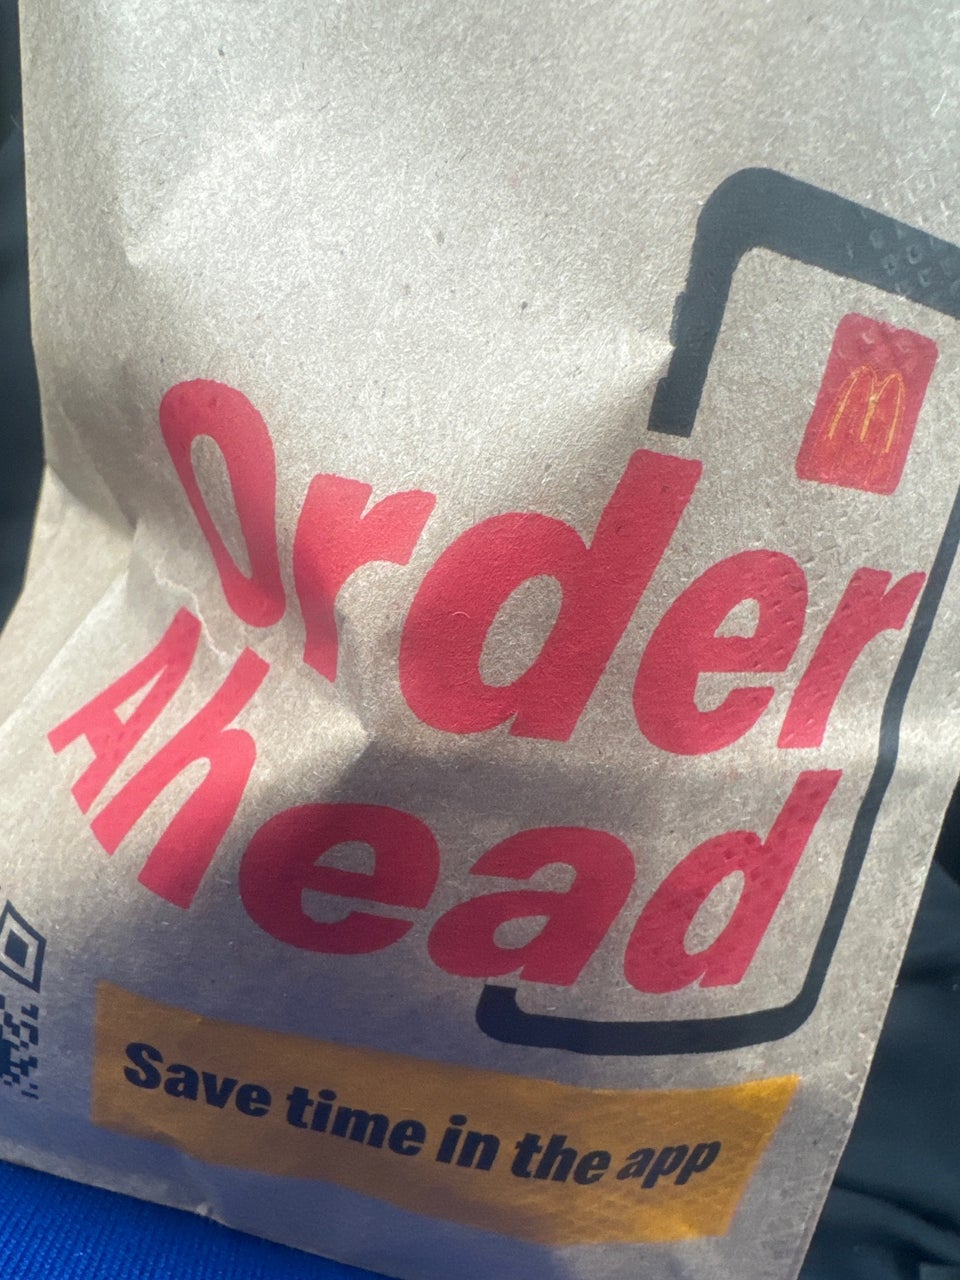 Order
Ahead
Save time in the app